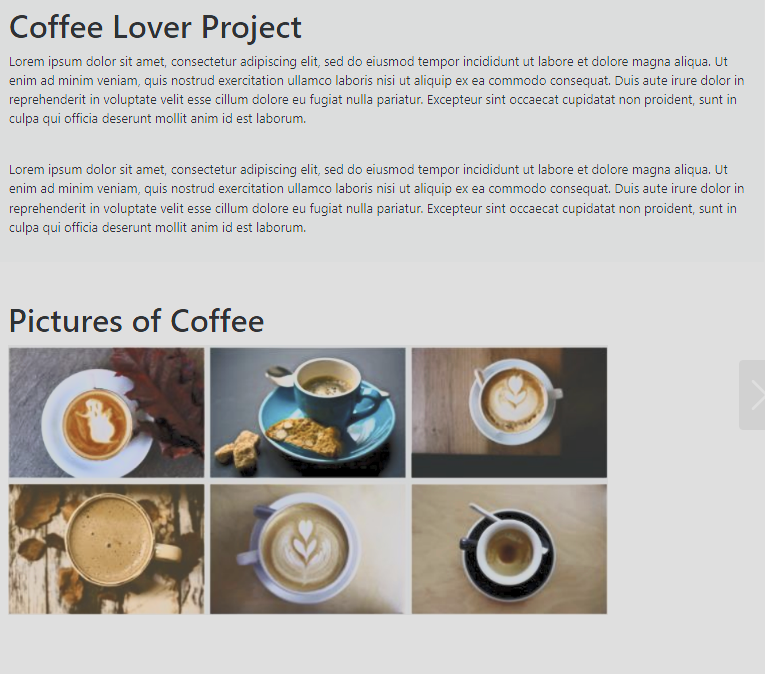 Coffee Lover Project
Lorem ipsum dolor sit amet, consectetur adipiscing elit, sed do eiusmod tempor incididunt ut labore et dolore magna aliqua. Ut
enim ad minim veniam, quis nostrud exercitation ullamco laboris nisi ut aliquip ex ea commodo consequat. Duis aute irure dolor in
reprehenderit in voluptate velit esse cillum dolore eu fugiat nulla pariatur. Excepteur sint occaecat cupidatat non proident, sunt in
culpa qui officia deserunt mollit anim id est laborum.
Lorem ipsum dolor sit amet, consectetur adipiscing elit, sed do eiusmod tempor incididunt ut labore et dolore magna aliqua. Ut
enim ad minim veniam, quis nostrud exercitation ullamco laboris nisi ut aliquip ex ea commodo consequat. Duis aute irure dolor in
reprehenderit in voluptate velit esse cillum dolore eu fugiat nulla pariatur. Excepteur sint occaecat cupidatat non proident, sunt in
culpa qui officia deserunt mollit anim id est laborum.
Pictures of Coffee